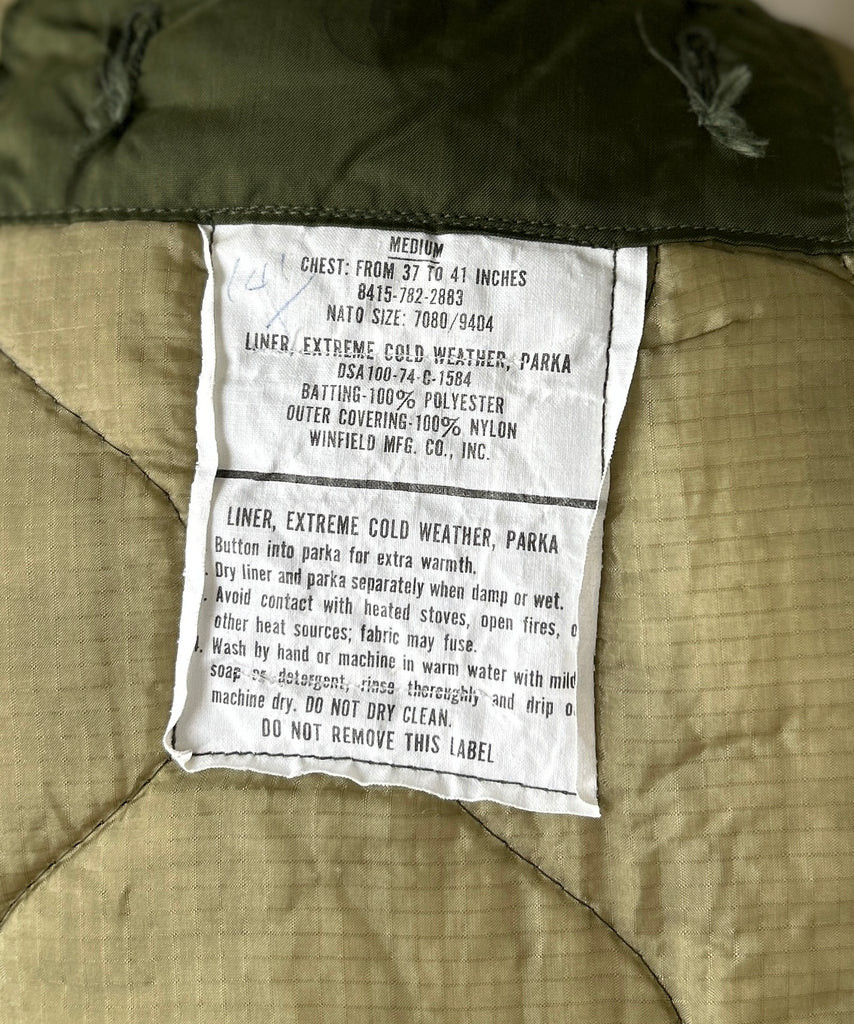 MEDIUM
CHEST: FROM 37 TO 41 INCHES
8415-782-2883
NATO SIZE: 7080/9404
LINER, EXTREME COLD WEATHER, PARKA
DSA100-74-C-1584
BATTING-100% POLYESTER
OUTER COVERING-100% NYLON
WINFIELD MFG. CO., INC.
LINER, EXTREME COLD WEATHER, PARKA
Button into parka for extra warmth.
. Dry liner and parka separately when damp or wet.
. Avoid contact with heated stoves, open fires, o
other heat sources; fabric may fuse.
. Wash by hand or machine in warm water with mild
soap or detergent, rinse thoroughly and drip o
machine dry. DO NOT DRY CLEAN.
DO NOT REMOVE THIS LABEL